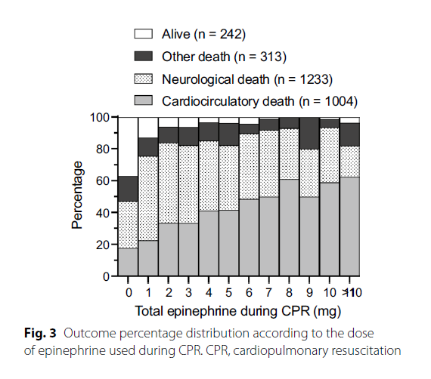 Alive (n = 242)
Other death (n = 313)
Neurological death (n = 1233)
Cardiocirculatory death (n = 1004)
100
80
60
40
20
0
Percentage
0 1 2 3 4 5 6 7 8 9 10 >10
Total epinephrine during CPR (mg)
Fig. 3 Outcome percentage distribution according to the dose
of epinephrine used during CPR. CPR, cardiopulmonary resuscitation